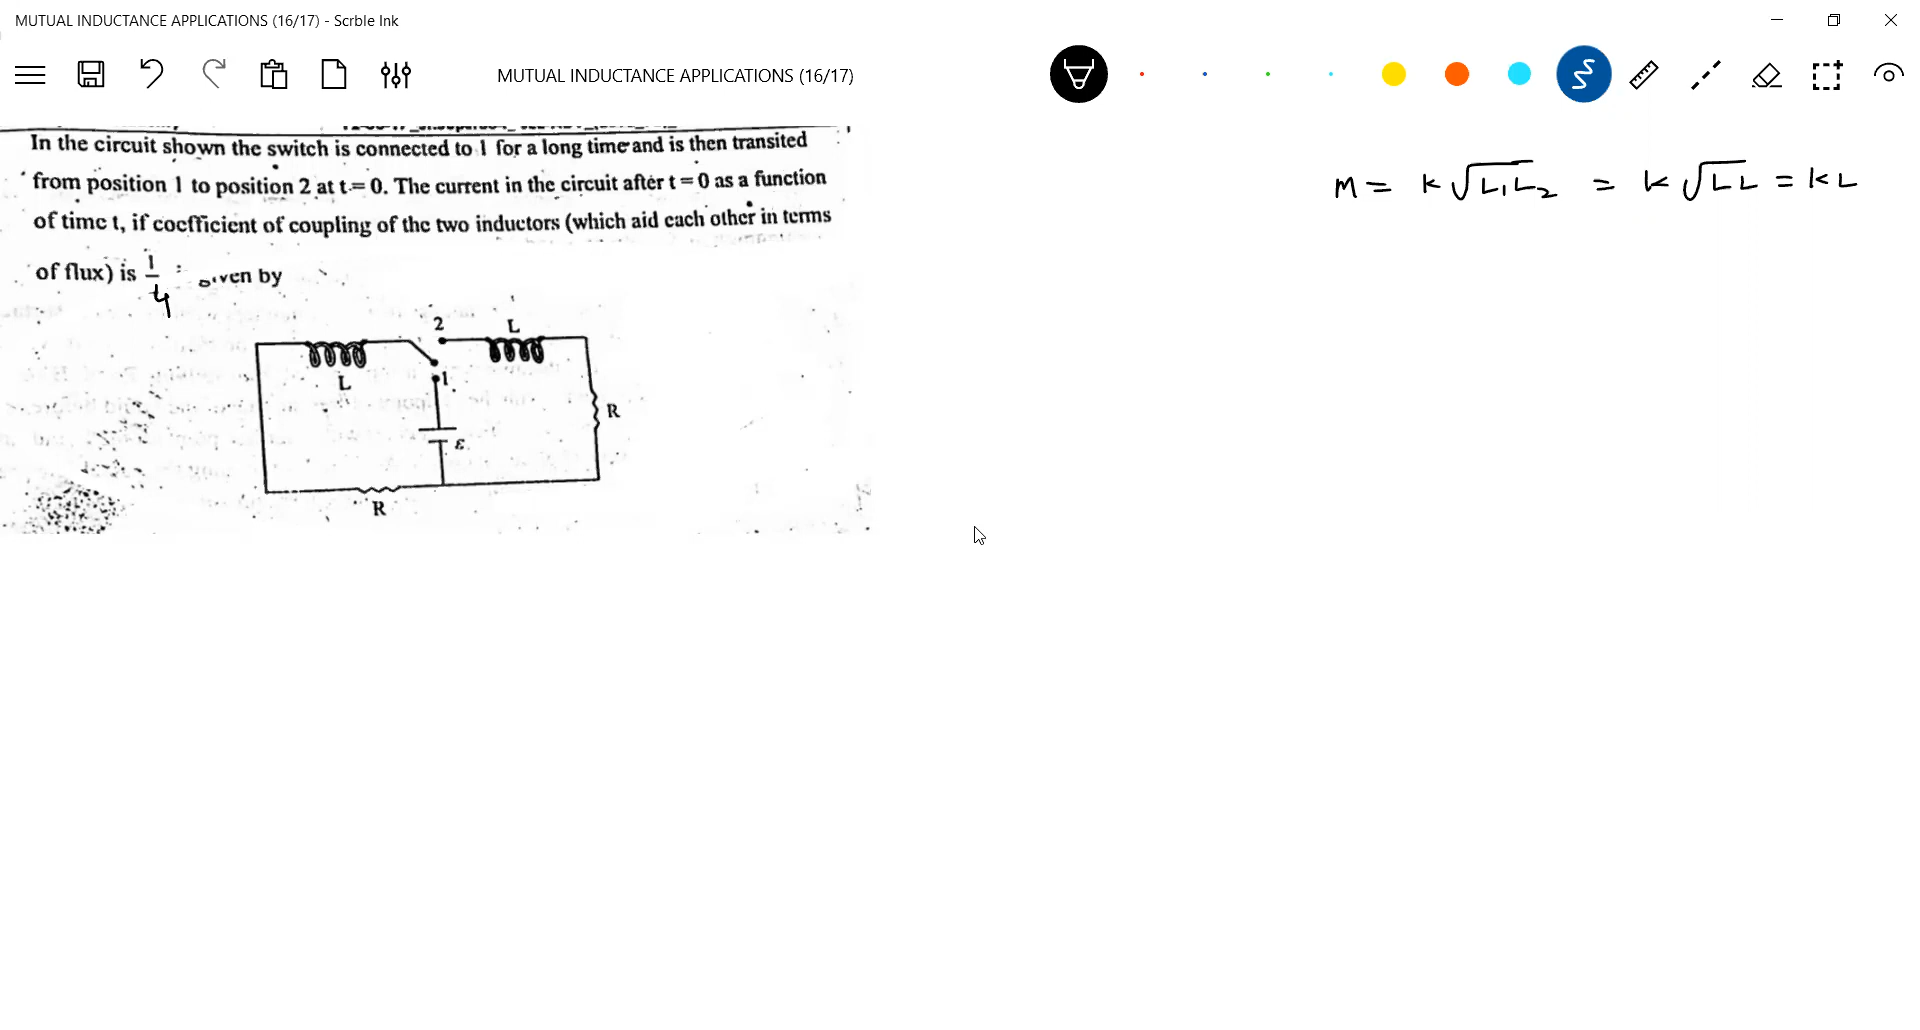 MUTUAL INDUCTANCE APPLICATIONS (16/17) - Scrble Ink
MUTUAL INDUCTANCE APPLICATIONS (16/17)
In the circuit shown the switch is connected to 1 for a long time and is then transited
from position 1 to position 2 at t = 0. The current in the circuit after t = 0 as a function
of time t, if coefficient of coupling of the two inductors (which aid each other in terms
of flux) is 1/4 given by
M = K√L₁L₂ = K√LL = KL
2
L
L
1
R
ε
R